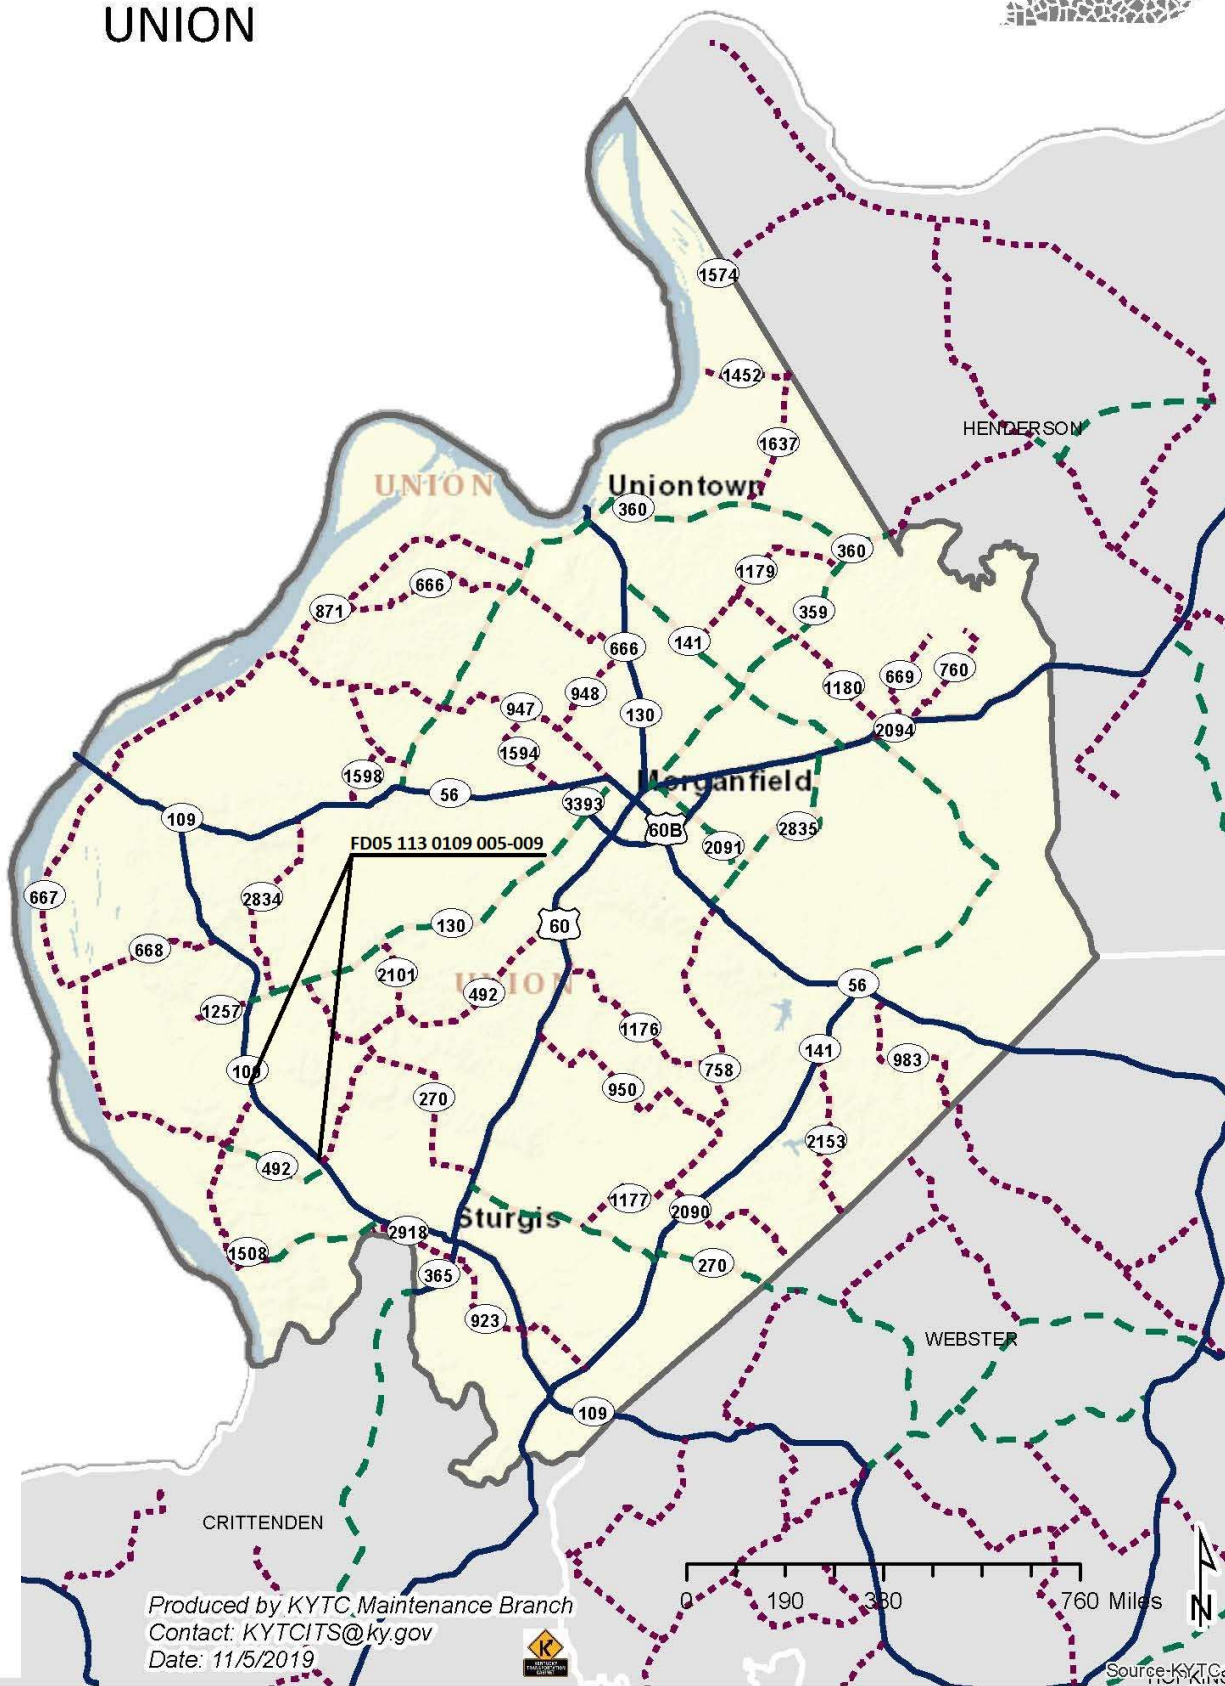 UNION
1574
1452
HENDERSON
1637
UNION
Uniontown
360
360
1179
666
871
359
141
666
669
760
1180
948
947
130
2094
1594
1598
Morganfield
56
3393
109
60B
2835
FD05 113 0109 005-009
2091
667
2834
130
60
668
2101
UNION
492
56
1257
1176
141
983
109
758
950
270
2153
492
1177
2090
Sturgis
2918
1508
270
365
923
WEBSTER
109
CRITTENDEN
0 190 380 760 Miles
N
Produced by KYTC Maintenance Branch
Contact: KYTCITS@ky.gov
Date: 11/5/2019
K
Source-KYTC